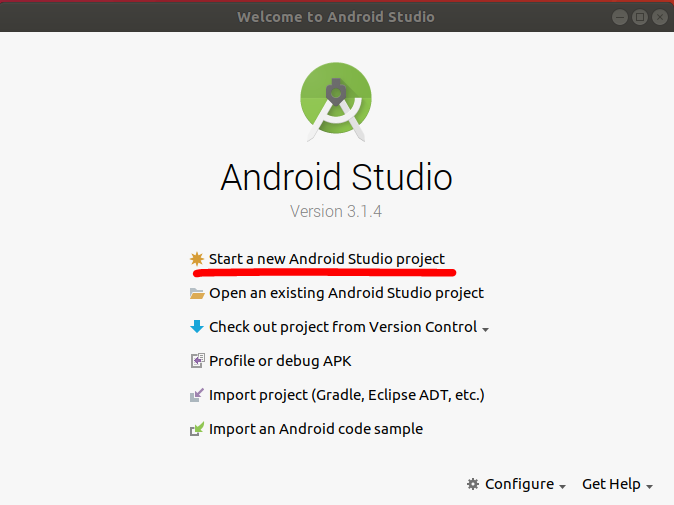 Welcome to Android Studio
Android Studio
Version 3.1.4
Start a new Android Studio project
Open an existing Android Studio project
Check out project from Version Control
Profile or debug APK
Import project (Gradle, Eclipse ADT, etc.)
Import an Android code sample
Configure Get Help